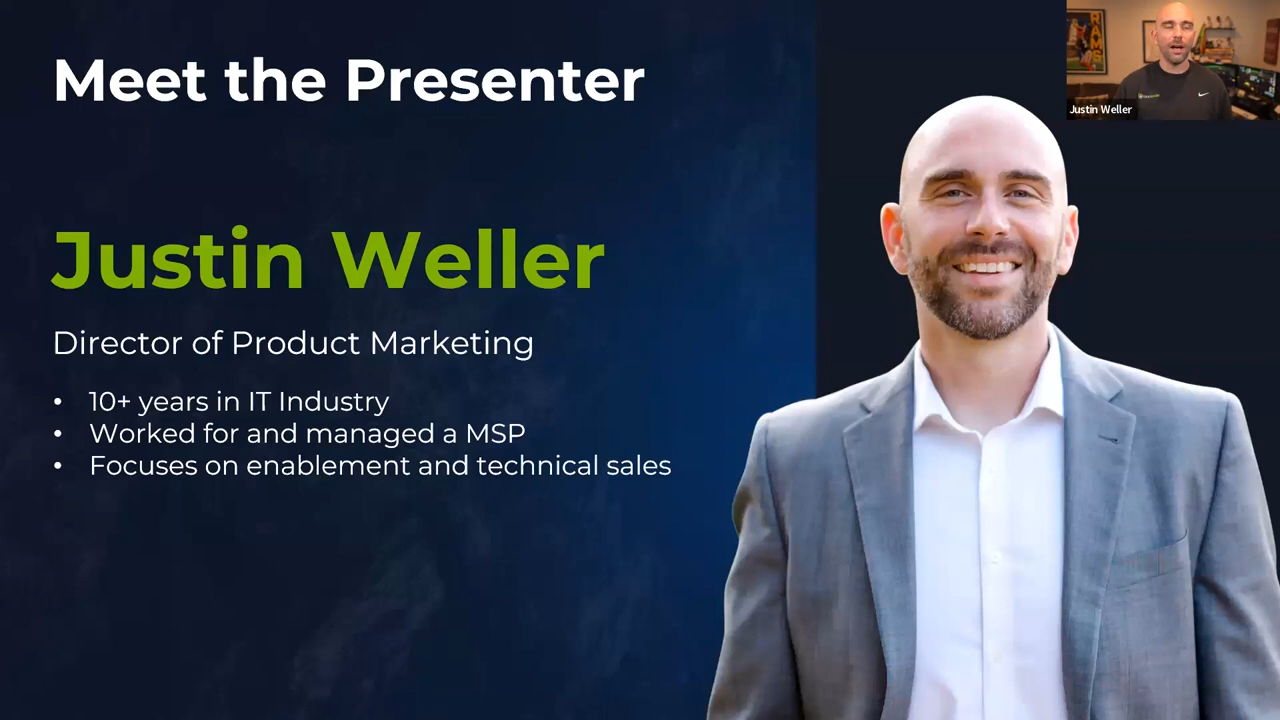 Meet the Presenter
Justin Weller
Justin Weller
Director of Product Marketing
• 10+ years in IT Industry
• Worked for and managed a MSP
• Focuses on enablement and technical sales